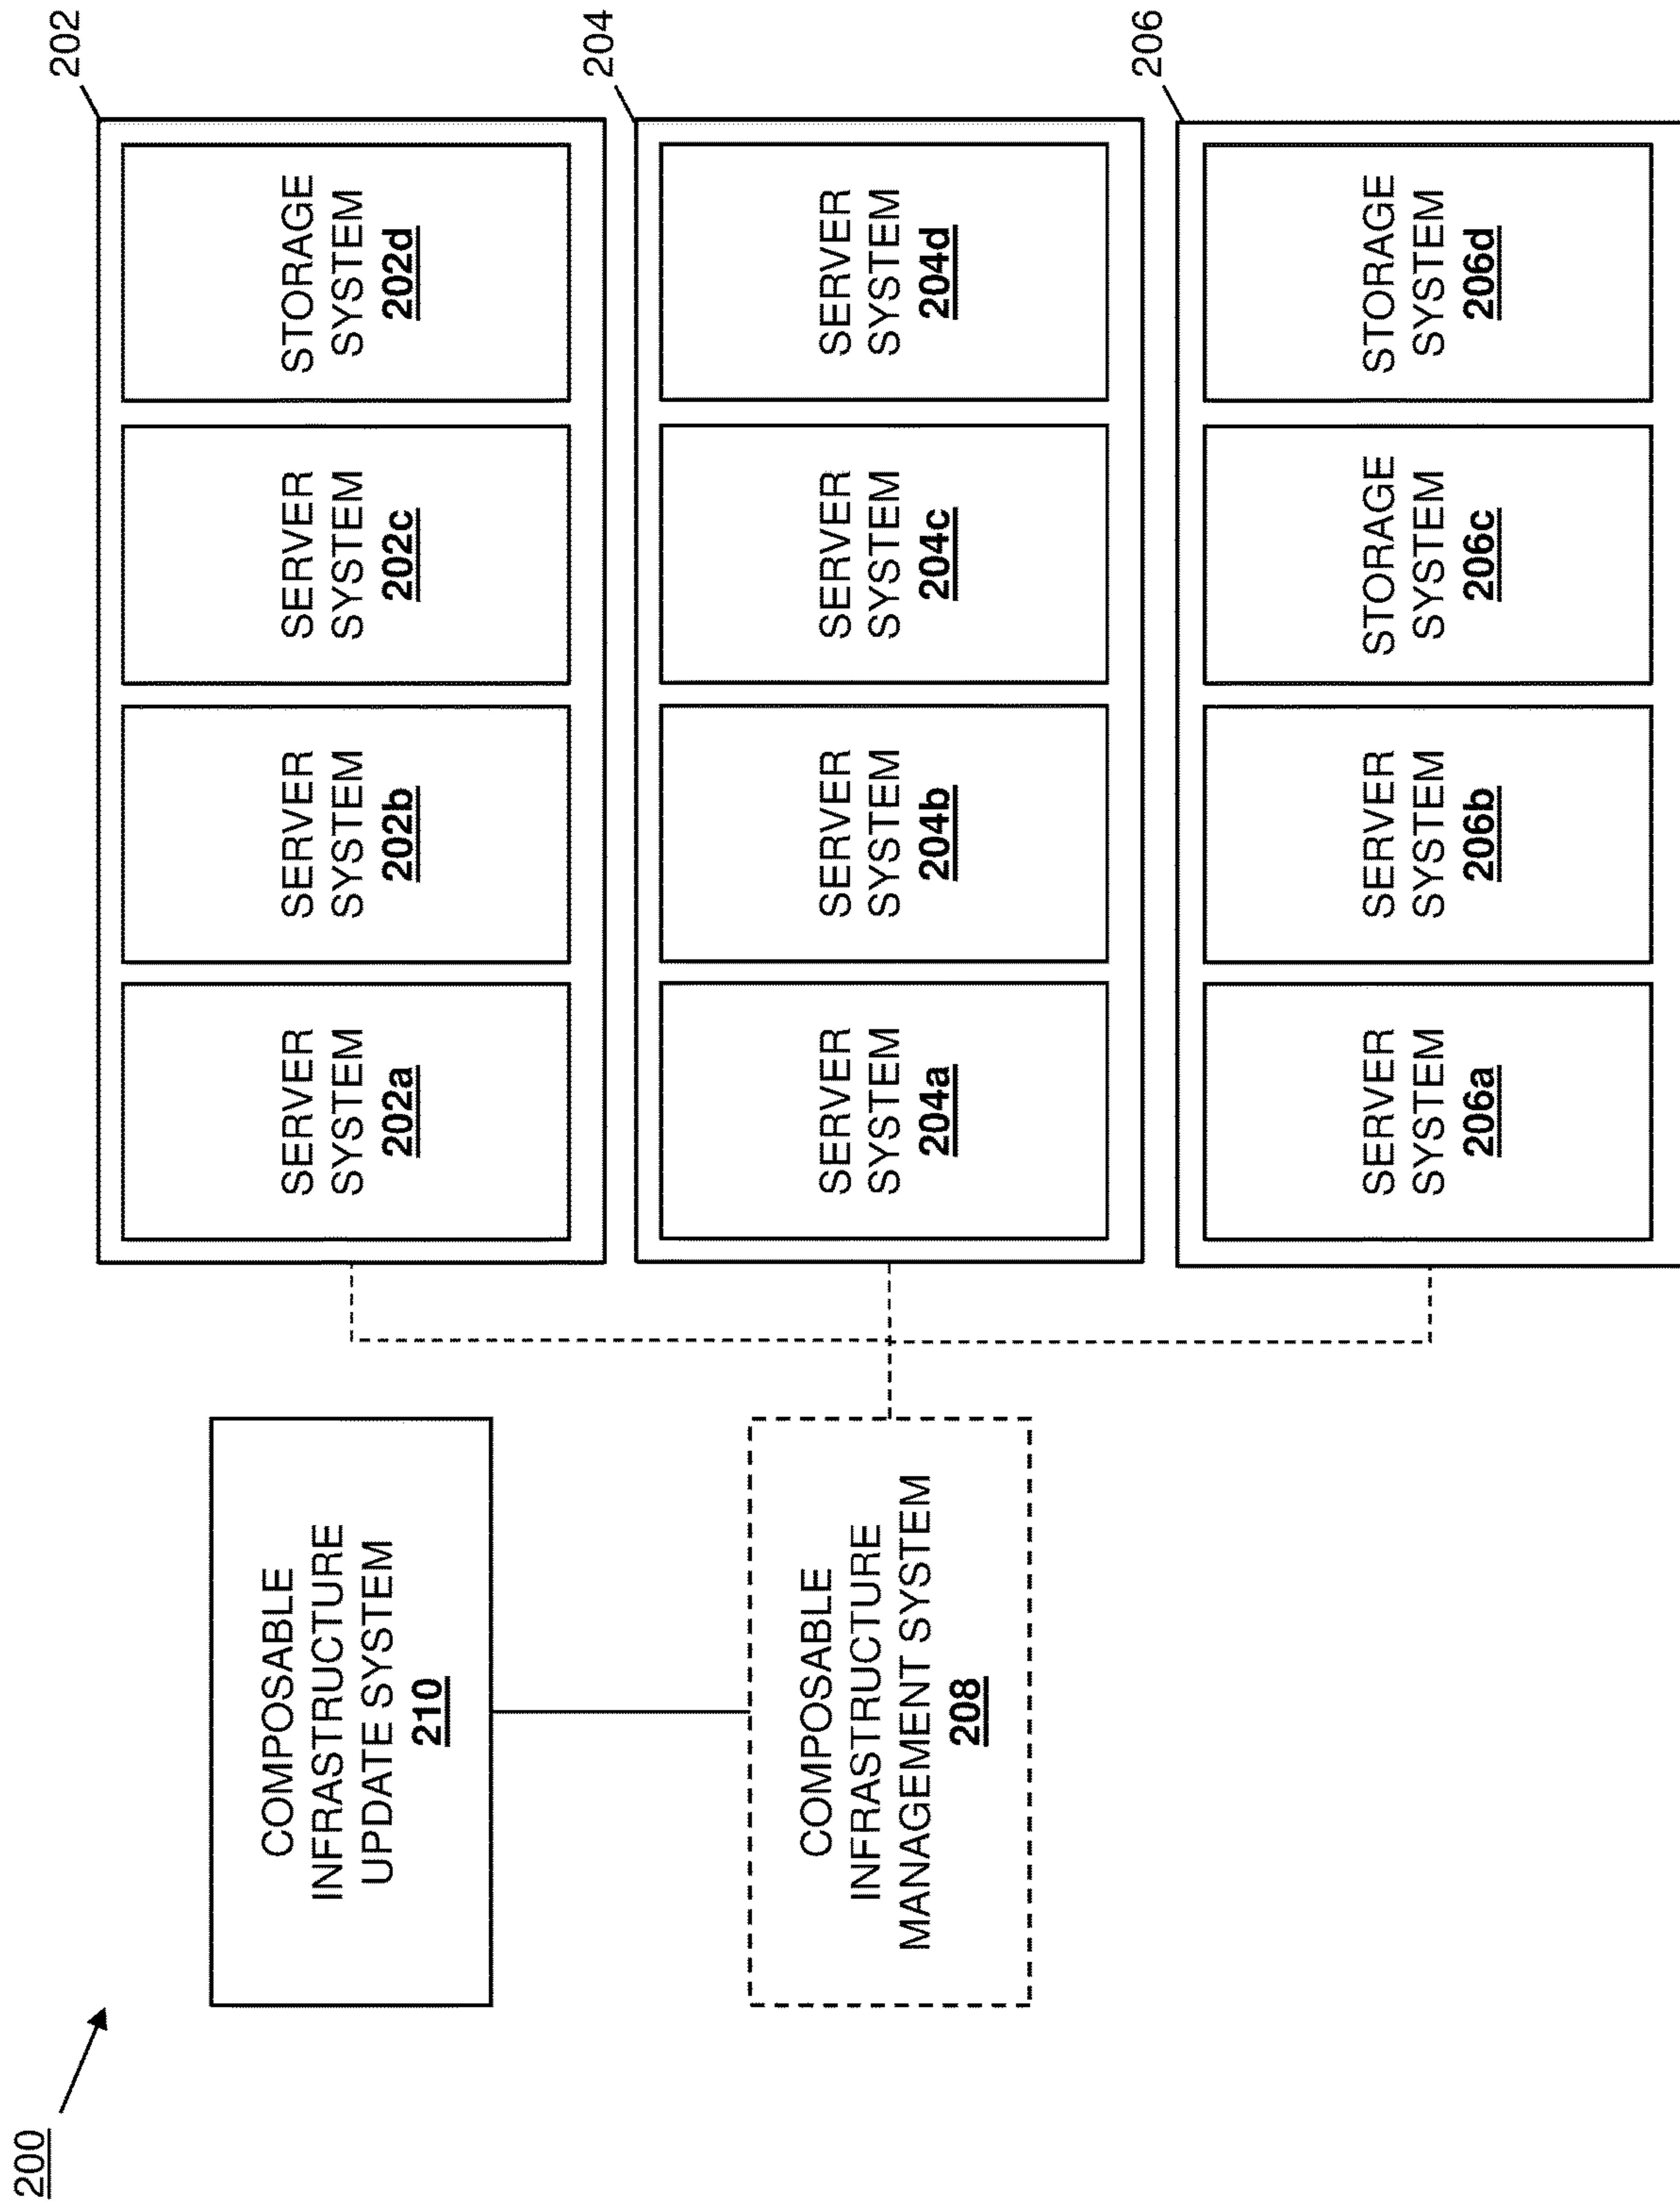 200
202
COMPOSABLE
INFRASTRUCTURE
UPDATE SYSTEM
210
SERVER
SYSTEM
202a
SERVER
SYSTEM
202b
SERVER
SYSTEM
202c
STORAGE
SYSTEM
202d
204
COMPOSABLE
INFRASTRUCTURE
MANAGEMENT SYSTEM
208
SERVER
SYSTEM
204a
SERVER
SYSTEM
204b
SERVER
SYSTEM
204c
SERVER
SYSTEM
204d
206
SERVER
SYSTEM
206a
SERVER
SYSTEM
206b
STORAGE
SYSTEM
206c
STORAGE
SYSTEM
206d